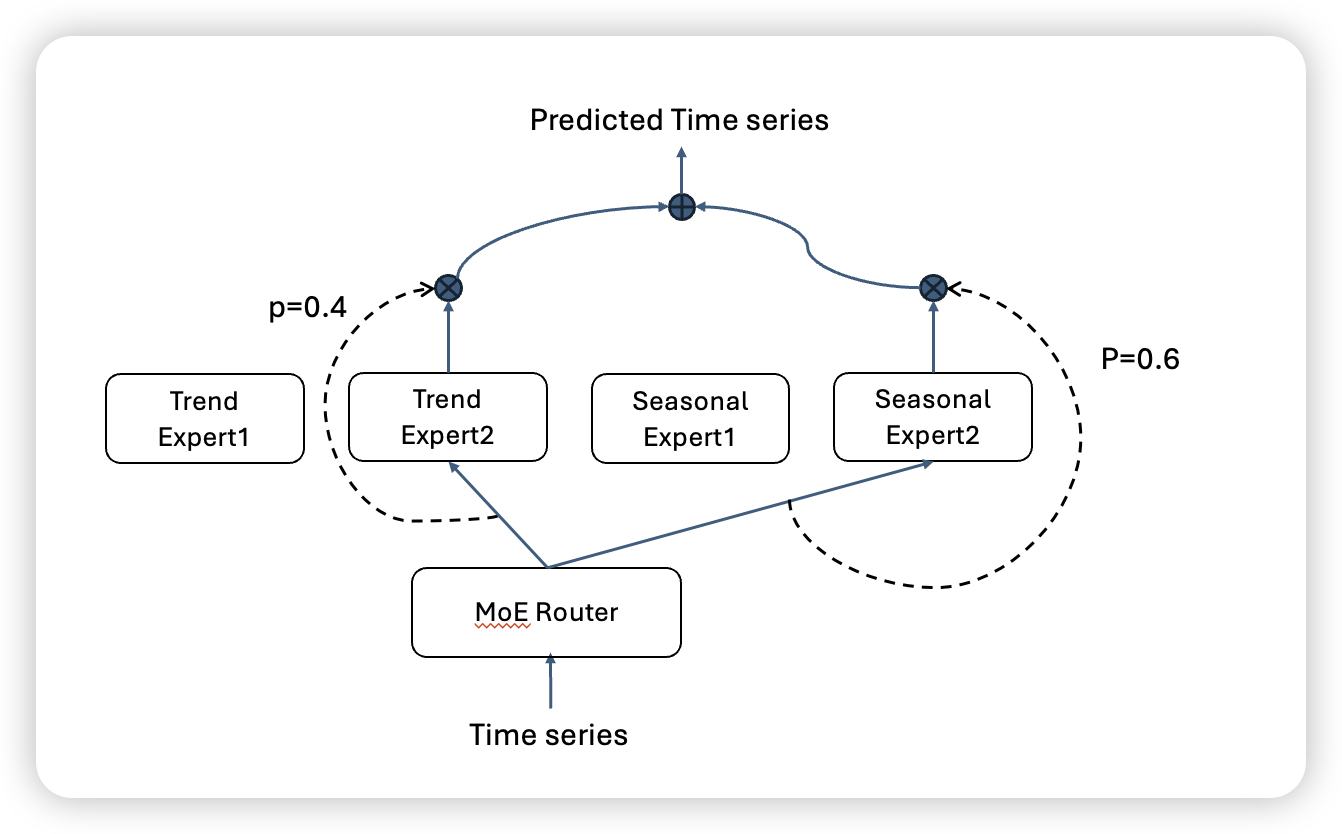 Predicted Time series
p=0.4
P=0.6
Trend
Expert1
Trend
Expert2
Seasonal
Expert1
Seasonal
Expert2
MoE Router
Time series